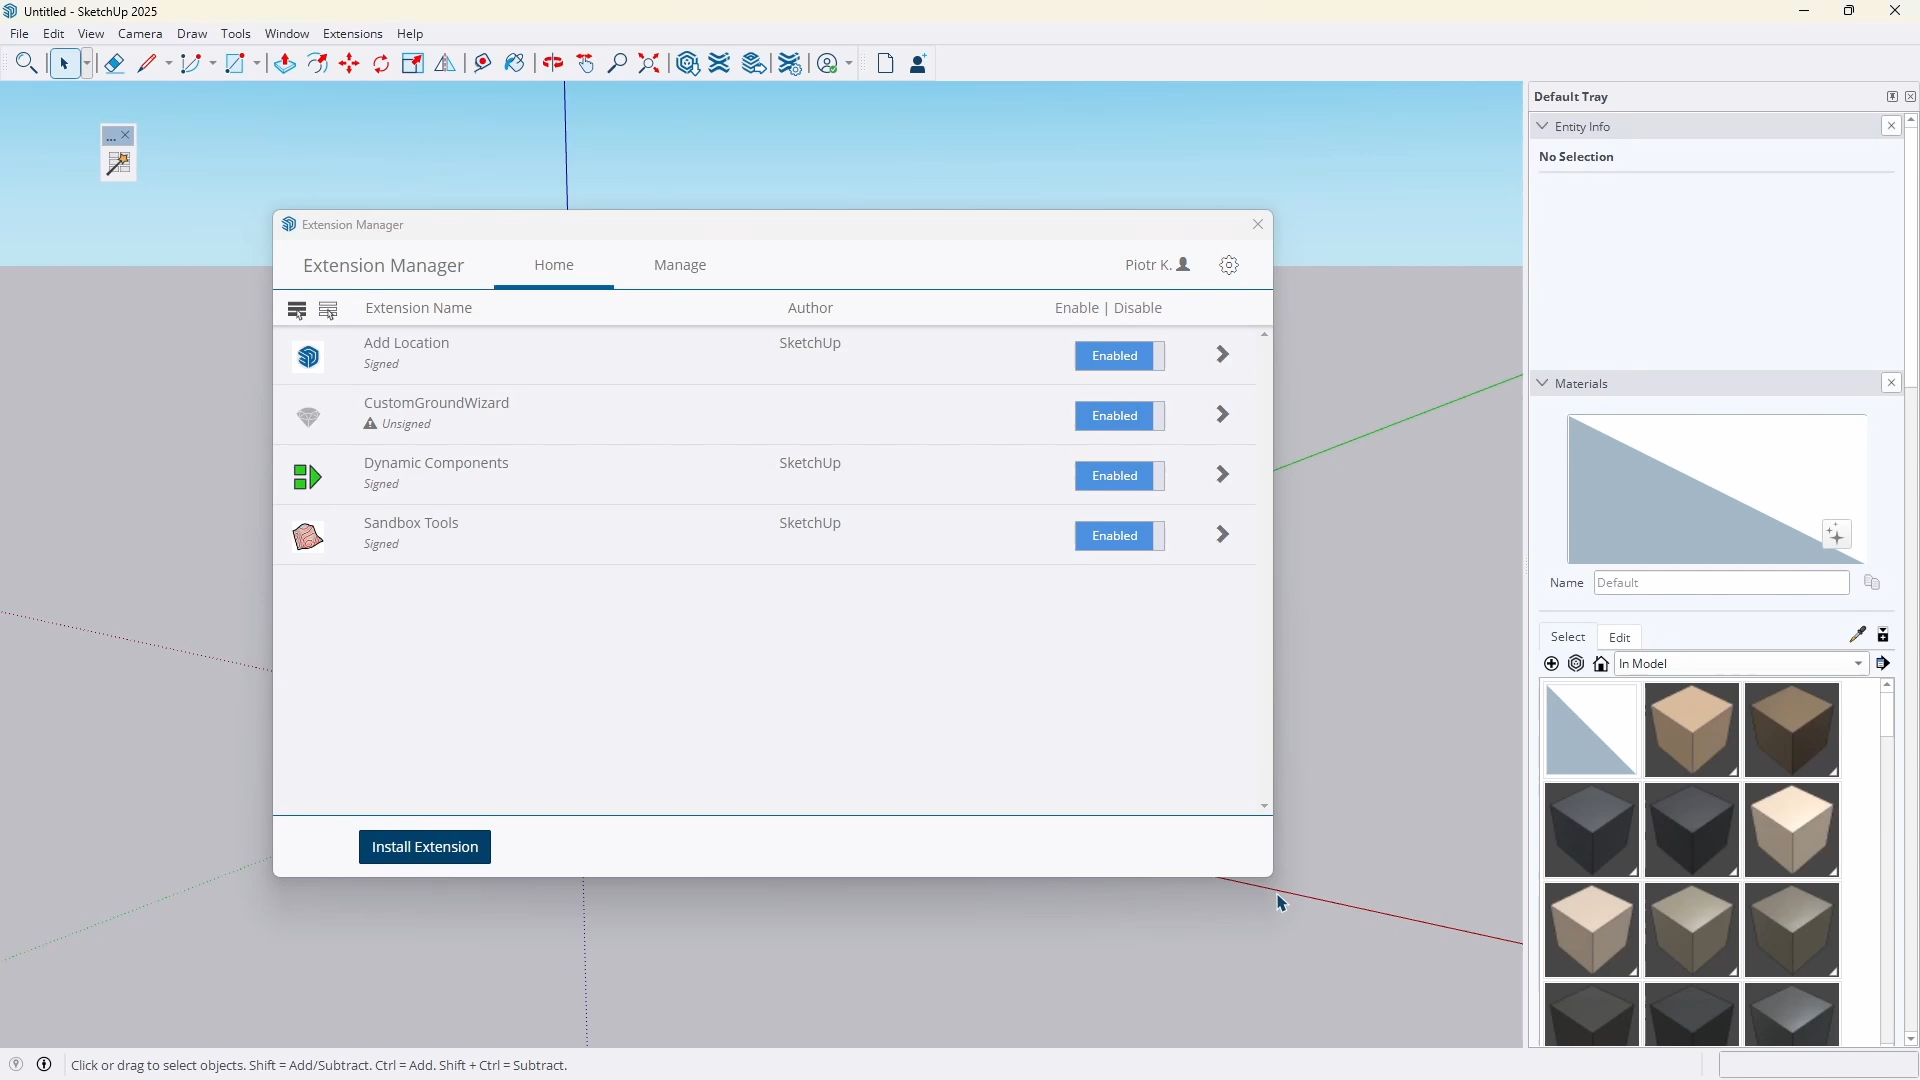 Untitled - SketchUp 2025
File Edit View Camera Draw Tools Window Extensions Help
Default Tray
Entity Info
No Selection
...
Extension Manager
Extension Manager Home Manage Piotr K.
Extension Name Author Enable | Disable
Add Location SketchUp
Signed Enabled
CustomGroundWizard
Unsigned Enabled
Dynamic Components SketchUp
Signed Enabled
Sandbox Tools SketchUp
Signed Enabled
Install Extension
Materials
Name Default
Select Edit
In Model
Click or drag to select objects. Shift = Add/Subtract. Ctrl = Add. Shift + Ctrl = Subtract.